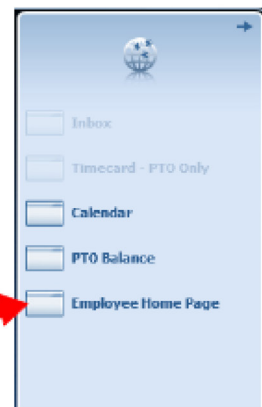 Inbox
Timecard - PTO Only
Calendar
PTO Balance
Employee Home Page